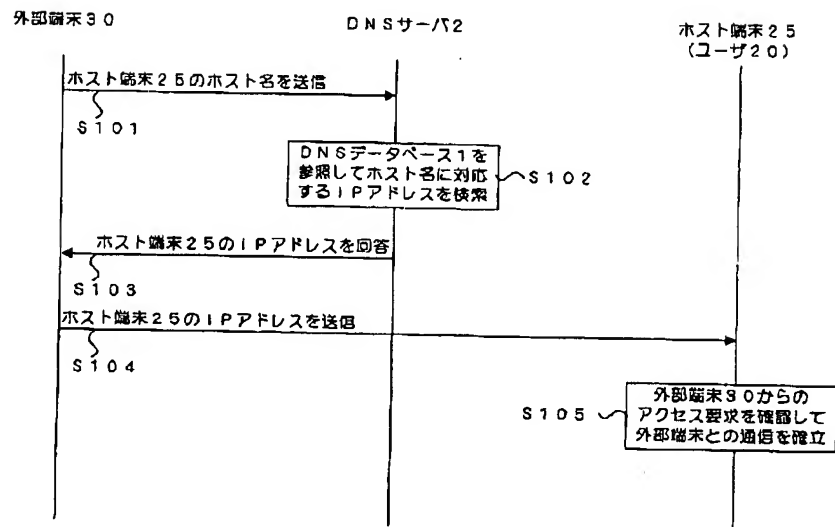 外部端末30
DNSサーバ2
ホスト端末25
(ユーザ20)
ホスト端末25のホスト名を送信
S101
DNSデータベース1を
参照してホスト名に対応
するIPアドレスを検索
S102
ホスト端末25のIPアドレスを回答
S103
ホスト端末25のIPアドレスを送信
S104
外部端末30からの
アクセス要求を確認して
外部端末との通信を確立
S105